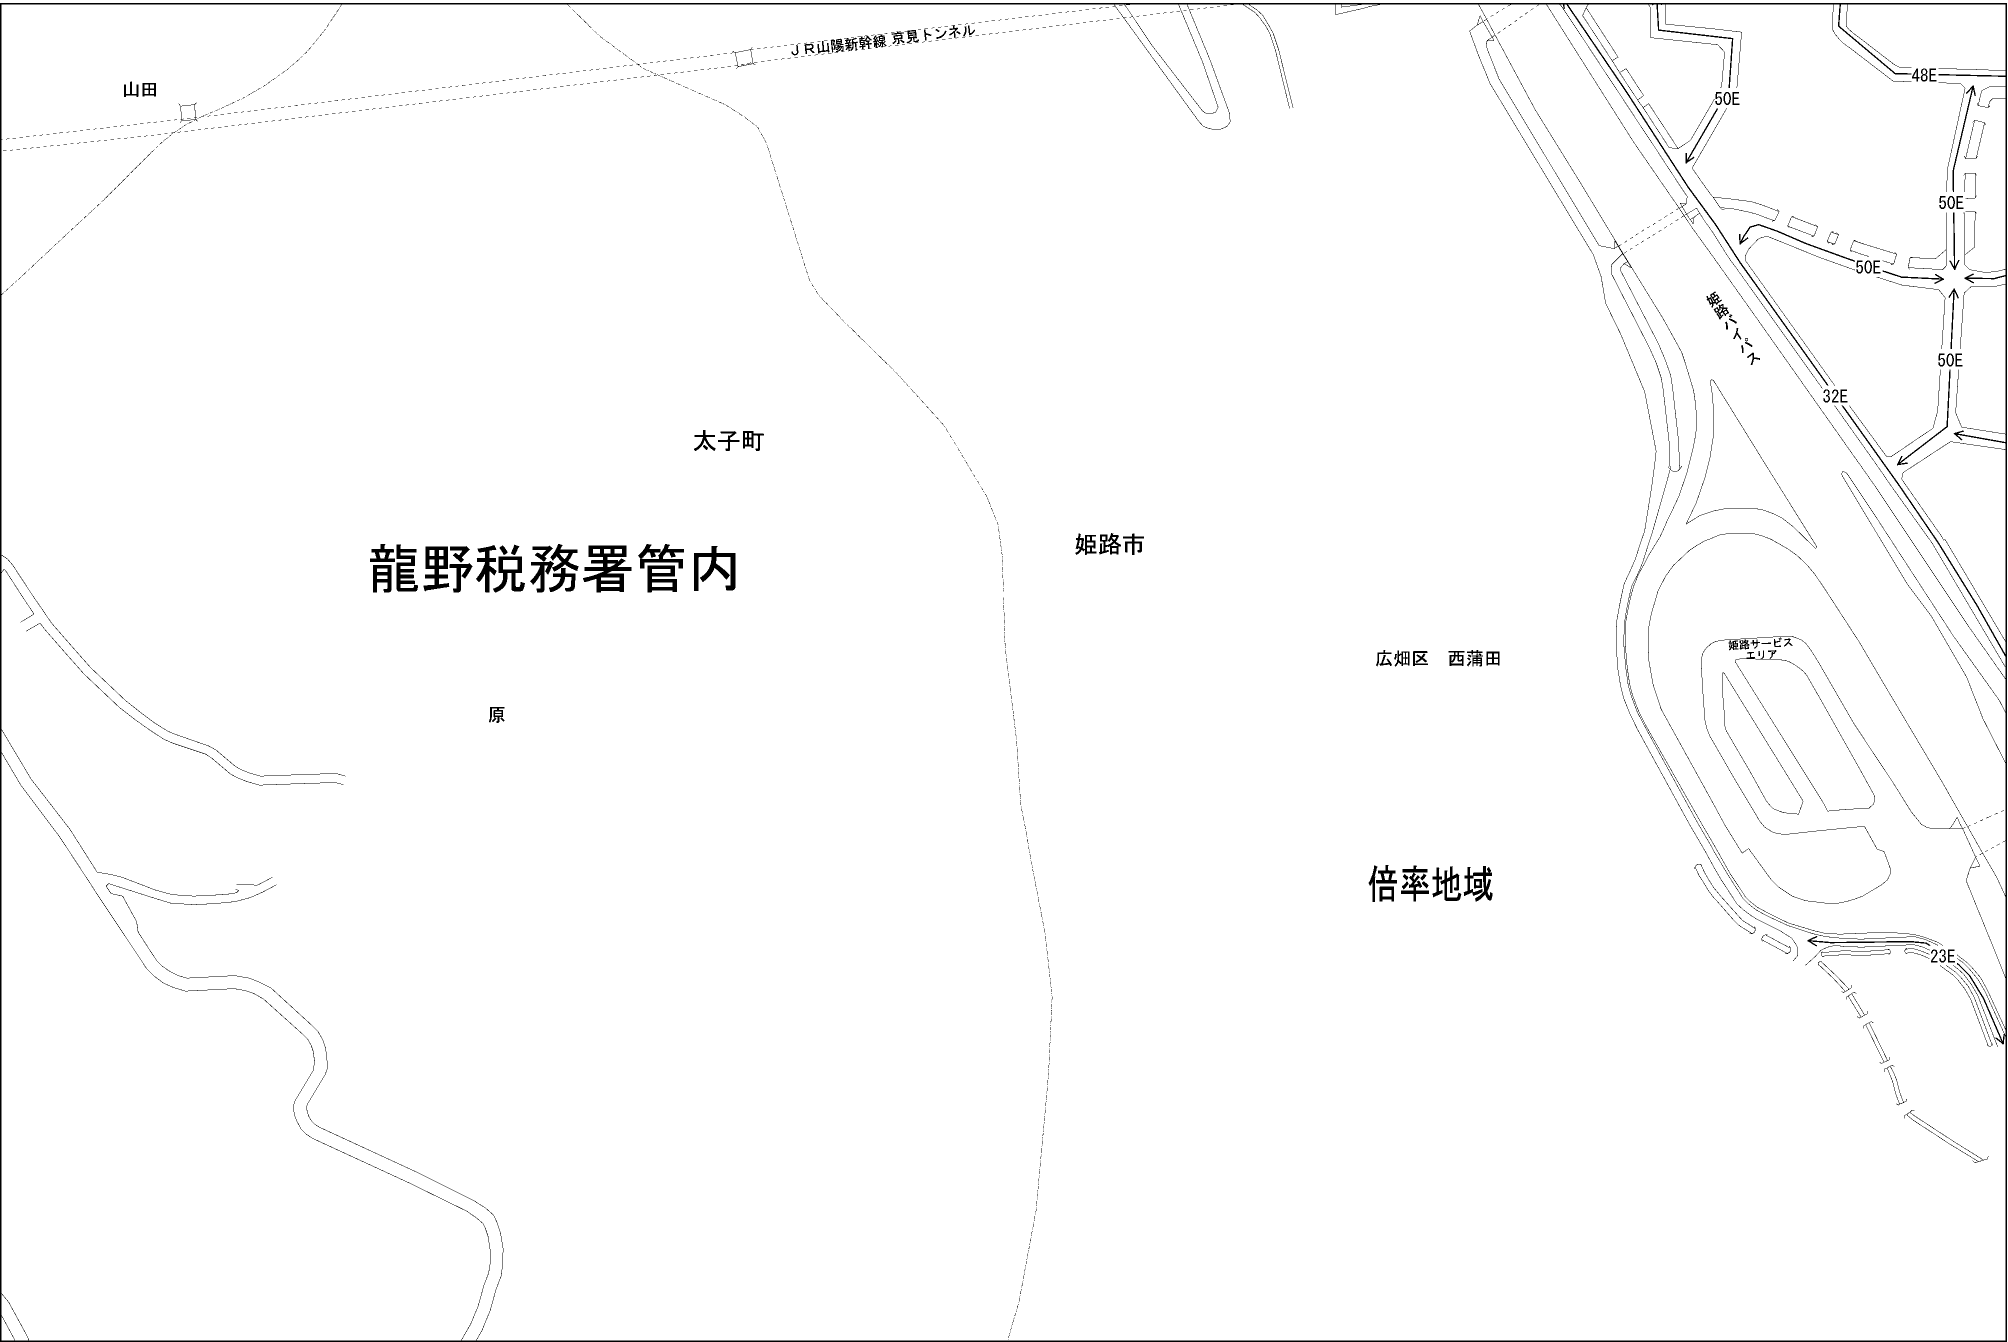 ＪＲ山陽新幹線 京見トンネル
山田
48E
50E
50E
50E
姫路バイパス
50E
32E
太子町
姫路市
龍野税務署管内
姫路サービス
エリア
広畑区　西蒲田
原
倍率地域
23E